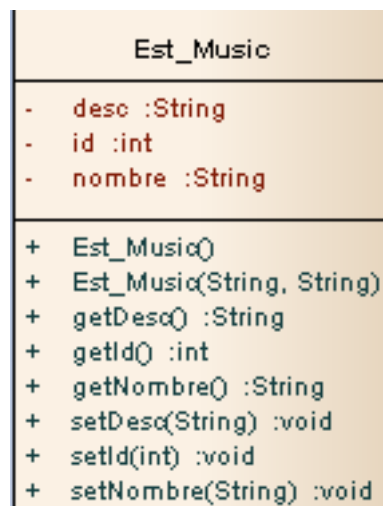 Est_Music
- desc :String
- id :int
- nombre :String
+ Est_Music()
+ Est_Music(String, String)
+ getDesc() :String
+ getId() :int
+ getNombre() :String
+ setDesc(String) :void
+ setId(int) :void
+ setNombre(String) :void